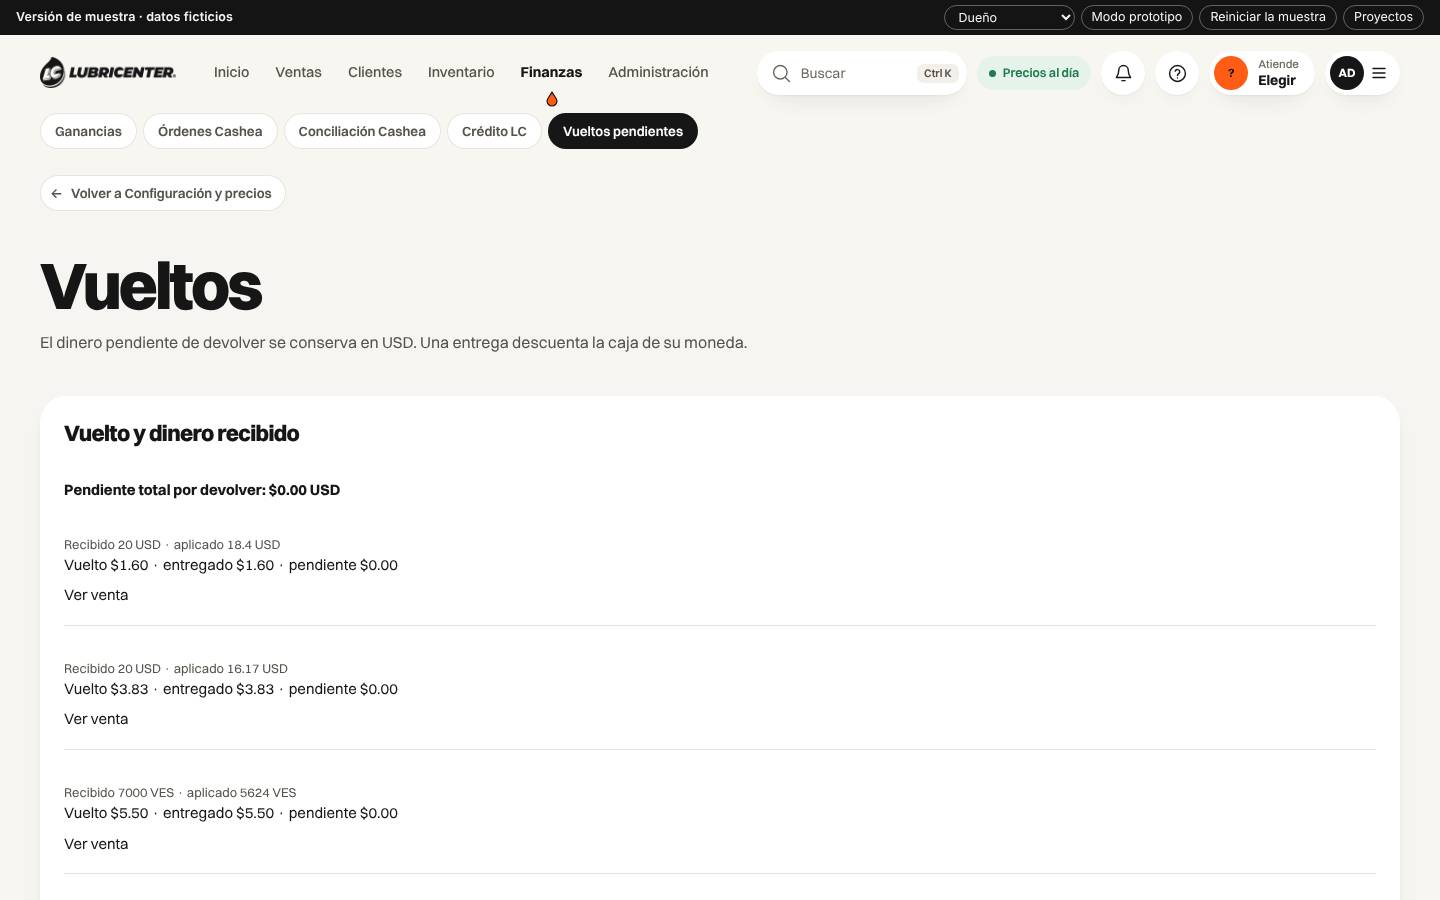 Versión de muestra · datos ficticios
Dueño
Modo prototipo
Reiniciar la muestra
Proyectos
LC LUBRICENTER
Inicio
Ventas
Clientes
Inventario
Finanzas
Administración
Buscar
Ctrl K
Precios al día
?
Atiende
Elegir
AD
Ganancias
Órdenes Cashea
Conciliación Cashea
Crédito LC
Vueltos pendientes
← Volver a Configuración y precios
Vueltos
El dinero pendiente de devolver se conserva en USD. Una entrega descuenta la caja de su moneda.
Vuelto y dinero recibido
Pendiente total por devolver: $0.00 USD
Recibido 20 USD · aplicado 18.4 USD
Vuelto $1.60 · entregado $1.60 · pendiente $0.00
Ver venta
Recibido 20 USD · aplicado 16.17 USD
Vuelto $3.83 · entregado $3.83 · pendiente $0.00
Ver venta
Recibido 7000 VES · aplicado 5624 VES
Vuelto $5.50 · entregado $5.50 · pendiente $0.00
Ver venta